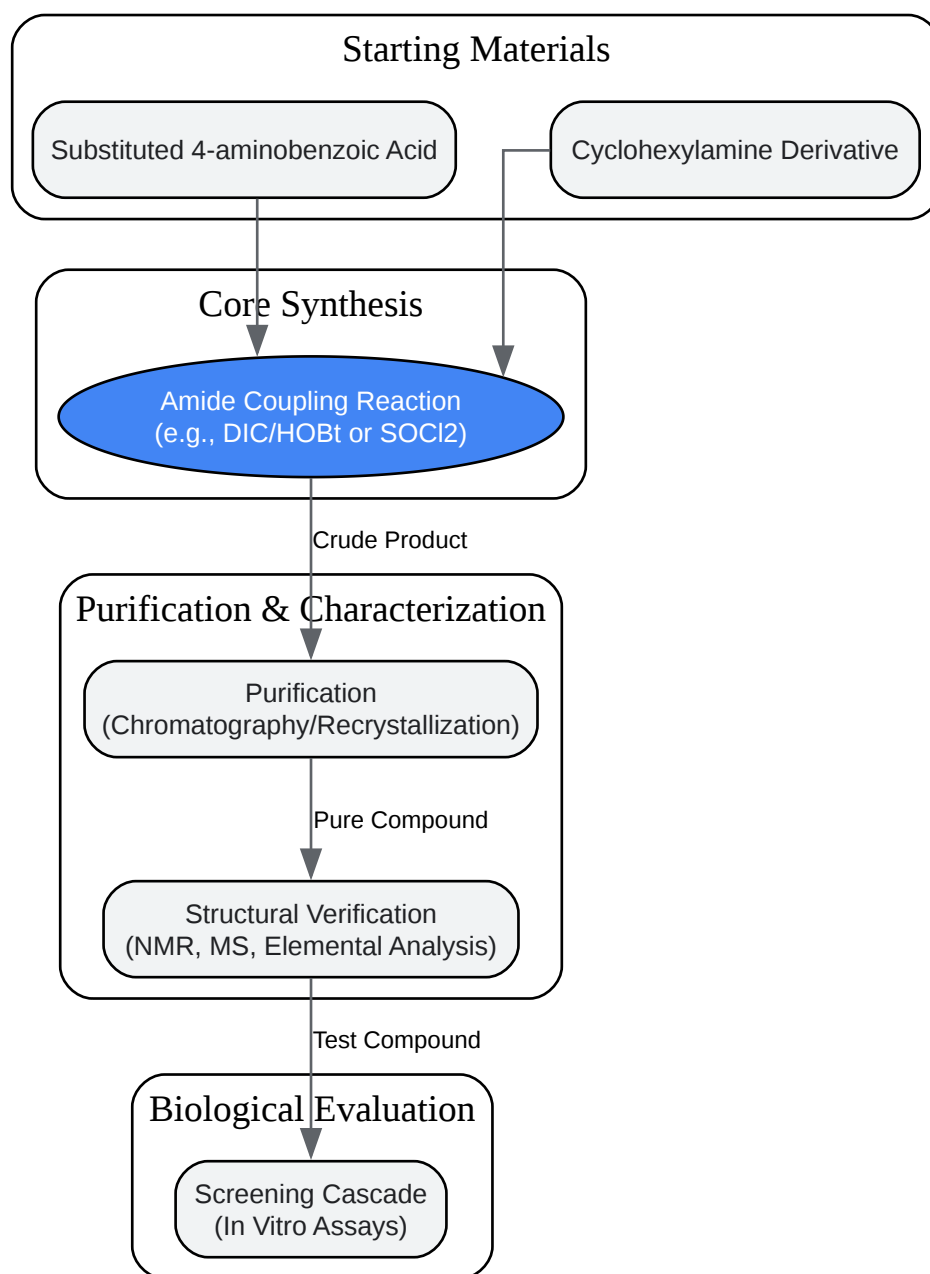 Starting Materials
Substituted 4-aminobenzoic Acid
Cyclohexylamine Derivative
Core Synthesis
Amide Coupling Reaction
(e.g., DIC/HOBt or SOCl2)
Crude Product
Purification & Characterization
Purification
(Chromatography/Recrystallization)
Pure Compound
Structural Verification
(NMR, MS, Elemental Analysis)
Test Compound
Biological Evaluation
Screening Cascade
(In Vitro Assays)